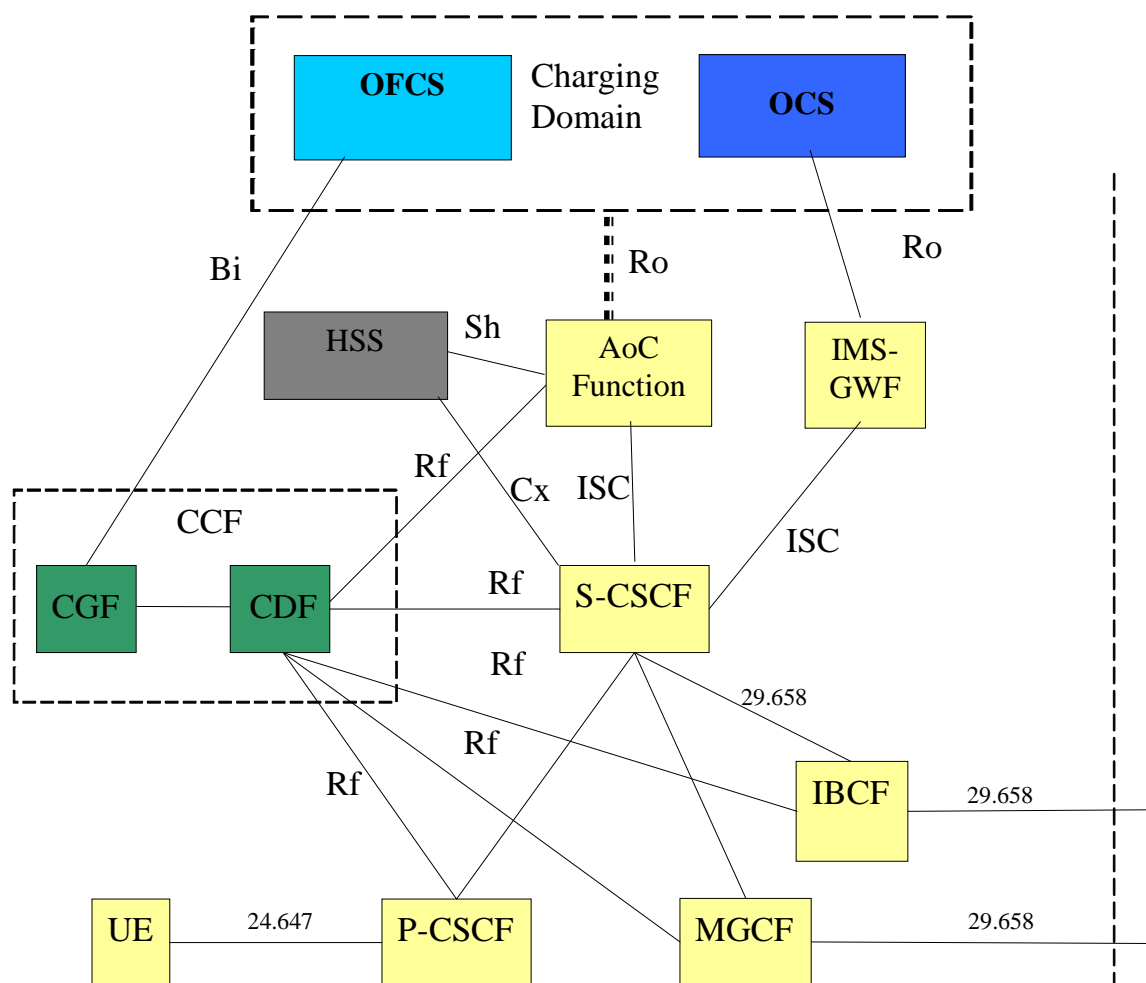 OFCS
Charging
Domain
OCS
Bi
Ro
Ro
HSS
Sh
AoC
Function
IMS-
GWF
Rf
Cx
ISC
ISC
CCF
CGF
CDF
Rf
S-CSCF
Rf
29.658
Rf
Rf
IBCF
29.658
UE
24.647
P-CSCF
MGCF
29.658